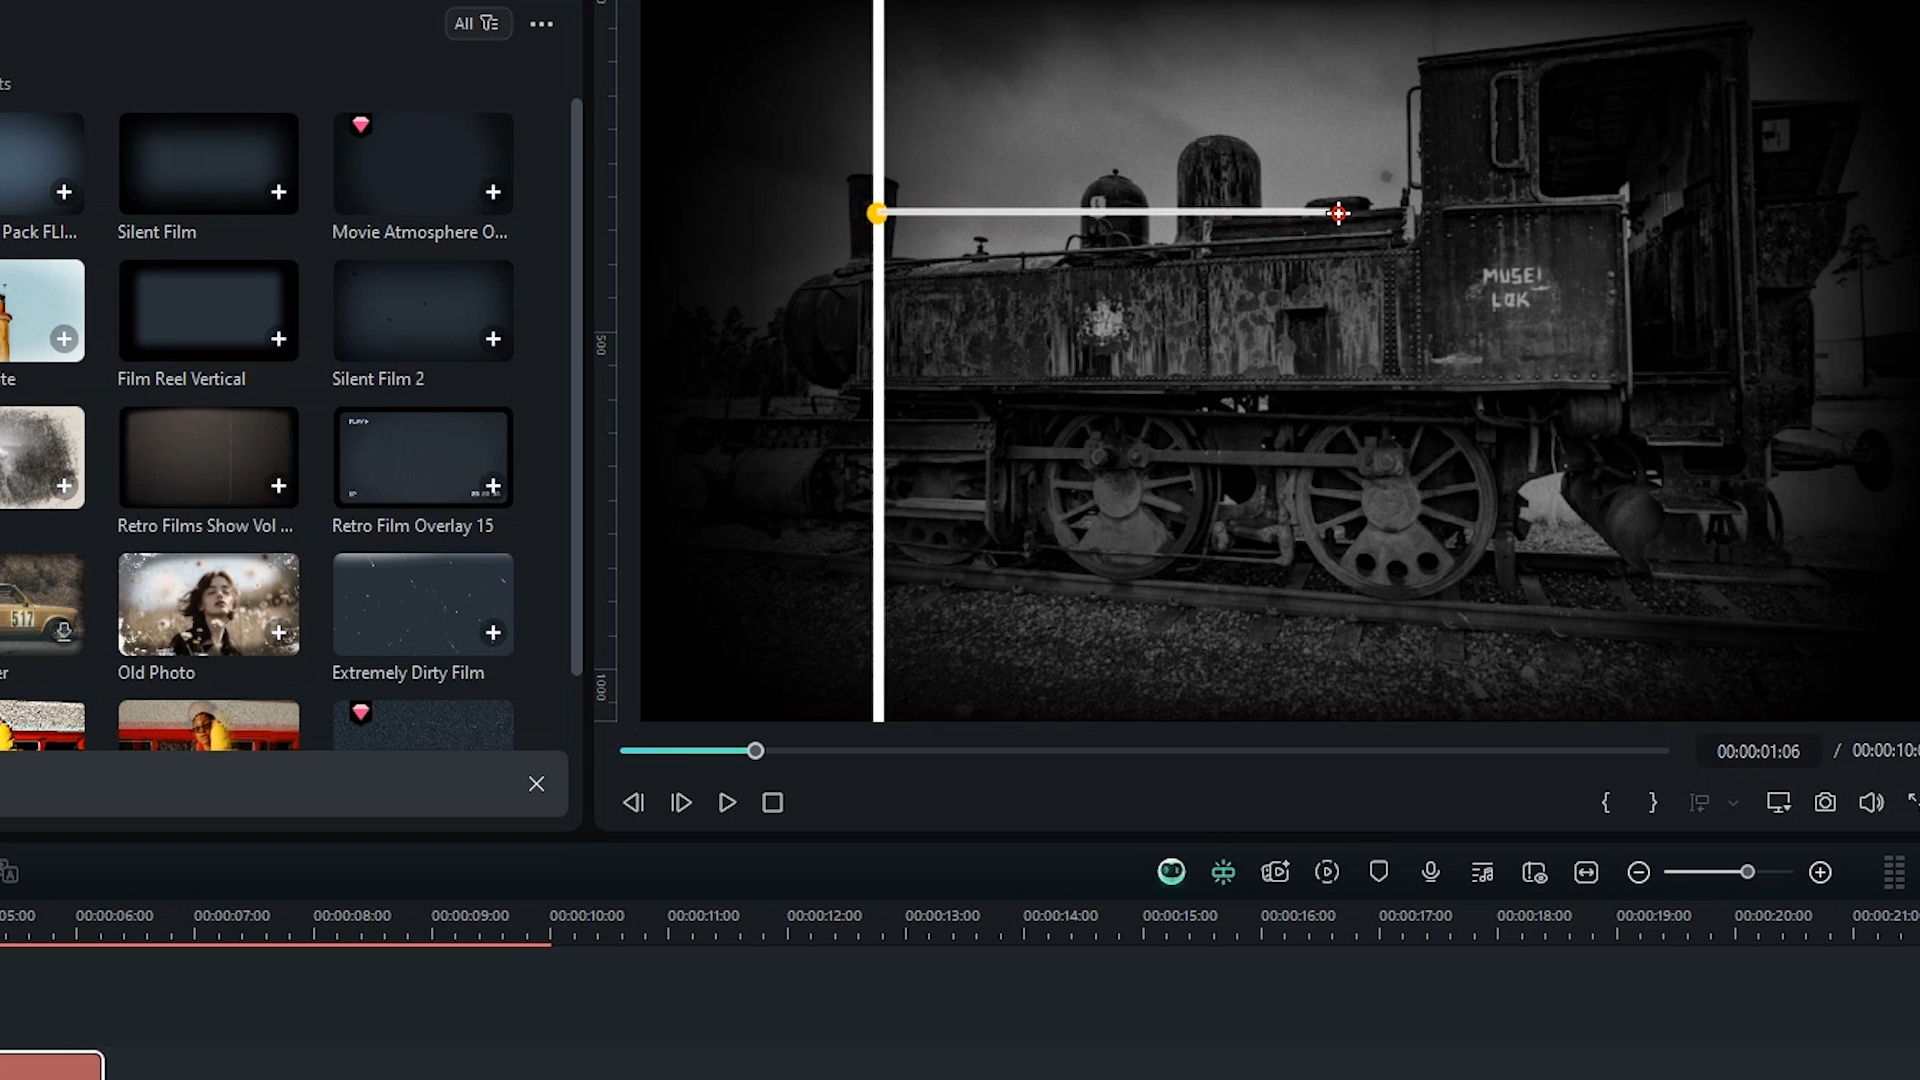 All
ts
Pack FLI...
Silent Film
Movie Atmosphere O...
te
Film Reel Vertical
Silent Film 2
PLAY
Retro Films Show Vol ...
Retro Film Overlay 15
517
er
Old Photo
Extremely Dirty Film
500
1000
MUSEI
LOK
00:00:01:06 / 00:00:10:0
05:00 00:00:06:00 00:00:07:00 00:00:08:00 00:00:09:00 00:00:10:00 00:00:11:00 00:00:12:00 00:00:13:00 00:00:14:00 00:00:15:00 00:00:16:00 00:00:17:00 00:00:18:00 00:00:19:00 00:00:20:00 00:00:21:0